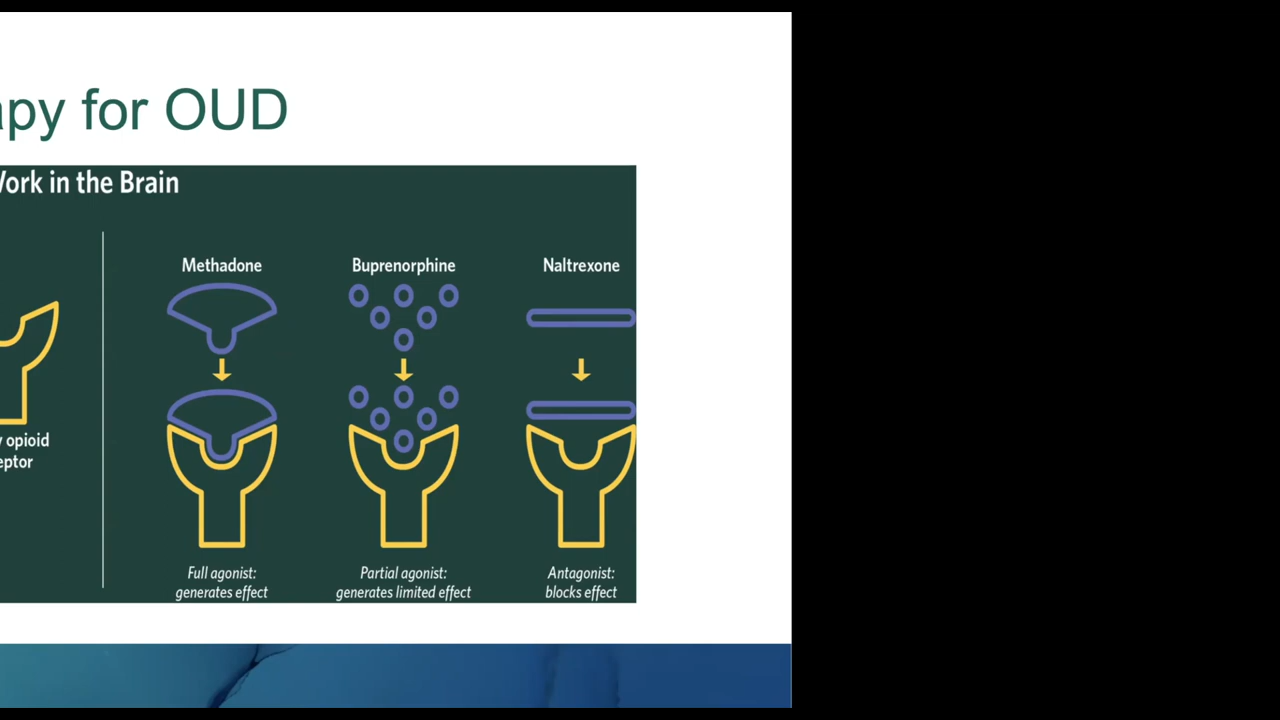 apy for OUD
Work in the Brain
Methadone
Buprenorphine
Naltrexone
y opioid
eptor
Full agonist:
generates effect
Partial agonist:
generates limited effect
Antagonist:
blocks effect